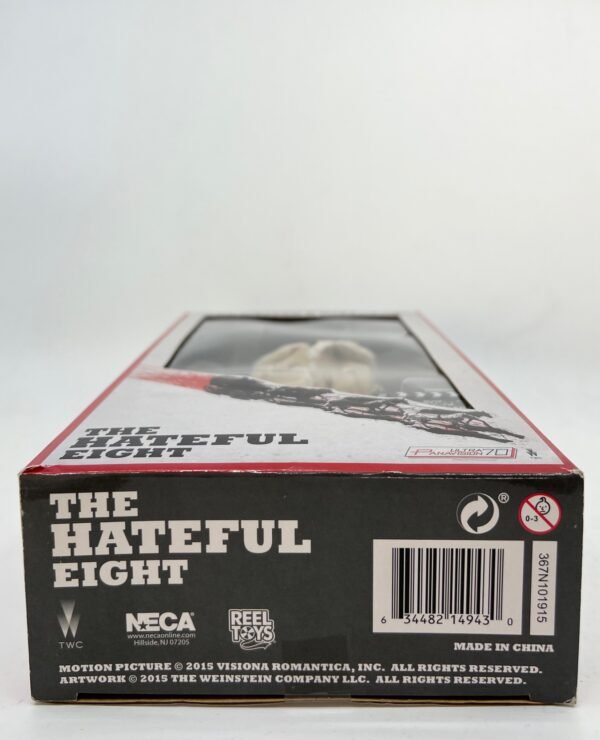 THE
HATEFUL
EIGHT
ULTRA
PANAVISION 70
THE
HATEFUL
EIGHT
®
0-3
367N101915
6 34482 14943 0
TWC
NECA®
www.necaonline.com
Hillside, NJ 07205
REEL
TOYS
MADE IN CHINA
MOTION PICTURE © 2015 VISIONA ROMANTICA, INC. ALL RIGHTS RESERVED.
ARTWORK © 2015 THE WEINSTEIN COMPANY LLC. ALL RIGHTS RESERVED.